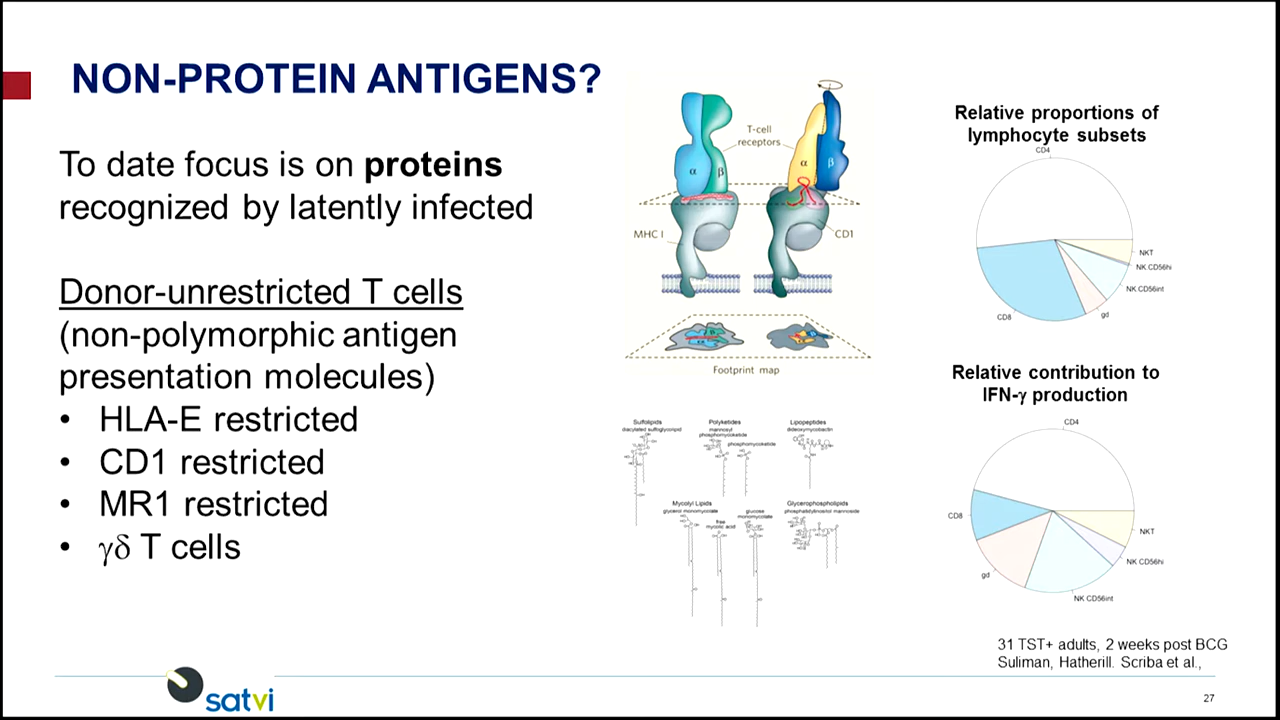 NON-PROTEIN ANTIGENS?
To date focus is on proteins
recognized by latently infected
Donor-unrestricted T cells
(non-polymorphic antigen
presentation molecules)
• HLA-E restricted
• CD1 restricted
• MR1 restricted
• γδ T cells
T-cell
receptors
α
β
α
β
MHC I
CD1
Footprint map
Sulfolipids
diacylated sulfoglycolipid
Polyketides
mannosyl
phosphomycoketide
phosphomycoketide
Lipopeptides
dideoxymycobactin
Mycolyl Lipids
glycerol monomycolate
free
mycolic acid
glucose
monomycolate
Glycerophospholipids
phosphatidylinositol mannoside
Relative proportions of
lymphocyte subsets
CD4
NKT
NK CD56hi
NK CD56int
gd
CD8
Relative contribution to
IFN-γ production
CD4
CD8
NKT
NK CD56hi
gd
NK CD56int
31 TST+ adults, 2 weeks post BCG
Suliman, Hatherill. Scriba et al.,
satvi
27